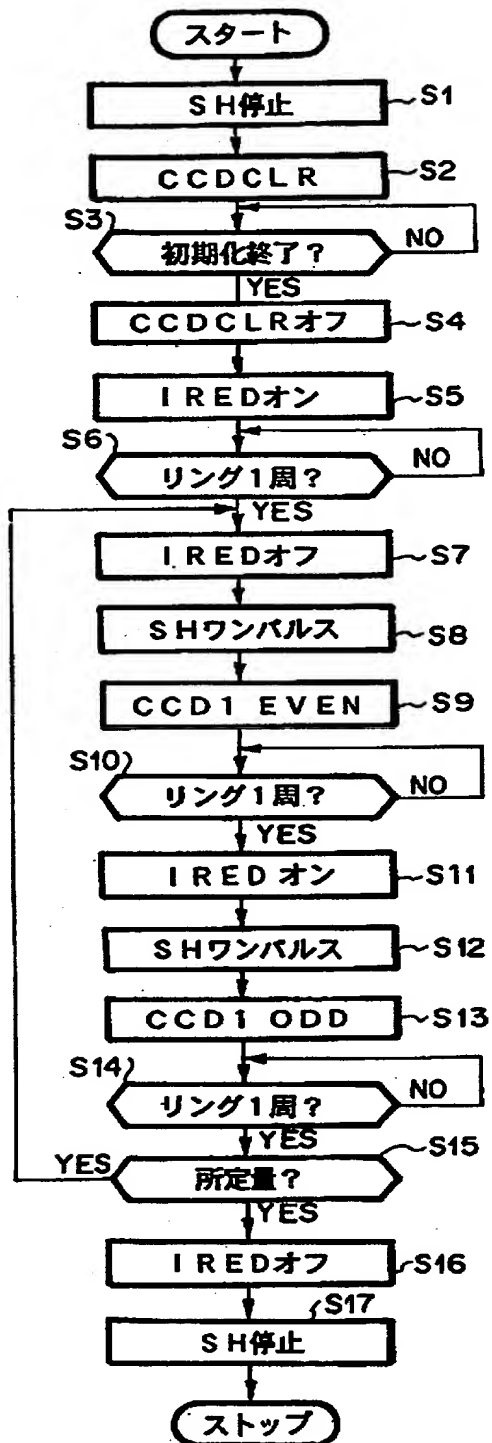 スタート
SH停止
S1
CCDCLR
S2
S3
初期化終了?
NO
YES
CCDCLRオフ
S4
IREDオン
S5
S6
リング1周?
NO
YES
IREDオフ
S7
SHワンパルス
S8
CCD1 EVEN
S9
S10
リング1周?
NO
YES
IREDオン
S11
SHワンパルス
S12
CCD1 ODD
S13
S14
リング1周?
NO
YES
S15
YES
所定量?
YES
IREDオフ
S16
S17
SH停止
ストップ